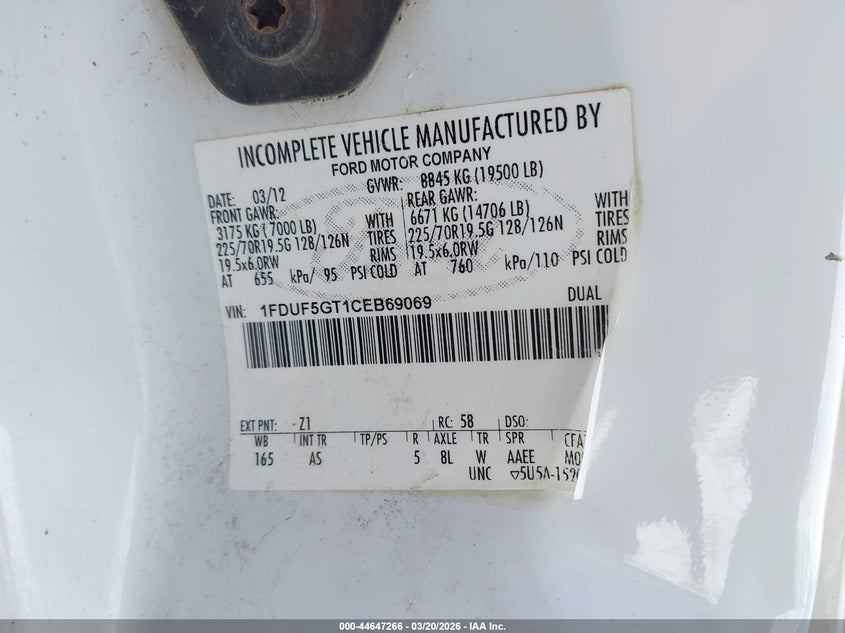 INCOMPLETE VEHICLE MANUFACTURED BY
FORD MOTOR COMPANY
DATE: 03/12 GVWR: 8845 KG (19500 LB)
FRONT GAWR: REAR GAWR:
3175 KG (7000 LB) WITH 6671 KG (14706 LB) WITH
225/70R19.5G 128/126N TIRES 225/70R19.5G 128/126N TIRES
19.5x6.0RW RIMS 19.5x6.0RW RIMS
AT 655 kPa/ 95 PSI COLD AT 760 kPa/110 PSI COLD
VIN: 1FDUF5GT1CEB69069 DUAL
EXT PNT: Z1 RC: 58 DSO:
WB INT TR TP/PS R AXLE TR SPR
165 AS 5 8L W AAEE
UNC
000-44647266 - 03/20/2026 - IAA Inc.